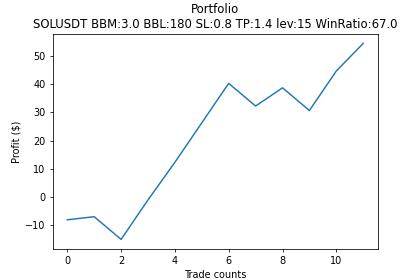 Portfolio
SOLUSDT BBM:3.0 BBL:180 SL:0.8 TP:1.4 lev:15 WinRatio:67.0
50
40
30
20
10
0
−10
Profit ($)
0 2 4 6 8 10
Trade counts